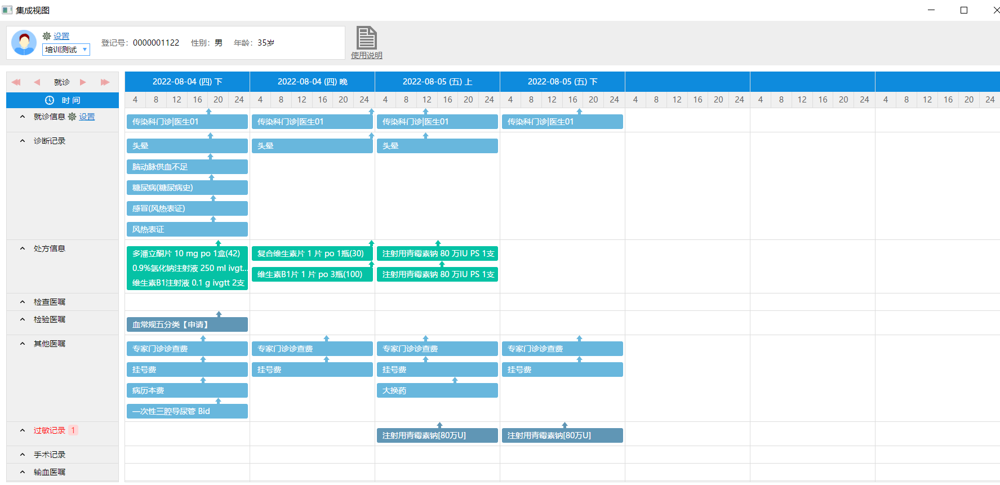 集成视图
设置
培训测试
登记号: 0000001122 性别: 男 年龄: 35岁
使用说明
就诊
2022-08-04 (四) 下 2022-08-04 (四) 晚 2022-08-05 (五) 上 2022-08-05 (五) 下
时间
4 8 12 16 20 24 4 8 12 16 20 24 4 8 12 16 20 24 4 8 12 16 20 24 4 8 12 16 20 24 4 8 12 16 20 24 4 8 12 16 20 24
就诊信息 设置
传染科门诊|医生01 传染科门诊|医生01 传染科门诊|医生01 传染科门诊|医生01
诊断记录
头晕 头晕 头晕
脑动脉供血不足
糖尿病(糖尿病史)
感冒(风热表证)
风热表证
处方信息
多潘立酮片 10 mg po 1盒(42) 复合维生素片 1 片 po 1瓶(30) 注射用青霉素钠 80 万IU PS 1支
0.9%氯化钠注射液 250 ml ivgt... 维生素B1片 1 片 po 3瓶(100) 注射用青霉素钠 80 万IU PS 1支
维生素B1注射液 0.1 g ivgtt 2支
检查医嘱
检验医嘱
血常规五分类【申请】
其他医嘱
专家门诊诊查费 专家门诊诊查费 专家门诊诊查费 专家门诊诊查费
挂号费 挂号费 挂号费 挂号费
病历本费 大换药
一次性三腔导尿管 Bid
过敏记录 1
注射用青霉素钠[80万U] 注射用青霉素钠[80万U]
手术记录
输血医嘱